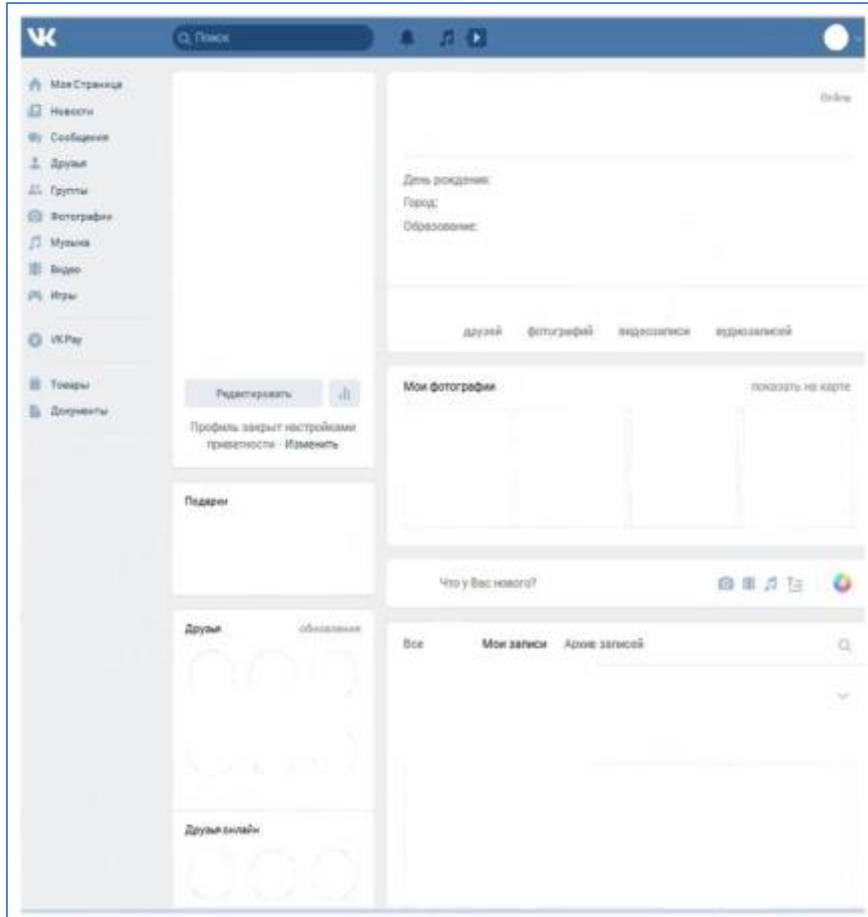 VK
Поиск
Моя Страница
Новости
Сообщения
Друзья
Группы
Фотографии
Музыка
Видео
Игры
VK Pay
Товары
Документы
Редактировать
Профиль закрыт настройками
приватности · Изменить
Подарки
Друзья обновления
Друзья онлайн
Online
День рождения:
Город:
Образование:
друзей фотографий видеозаписи аудиозаписей
Мои фотографии показать на карте
Что у Вас нового?
Все Мои записи Архив записей